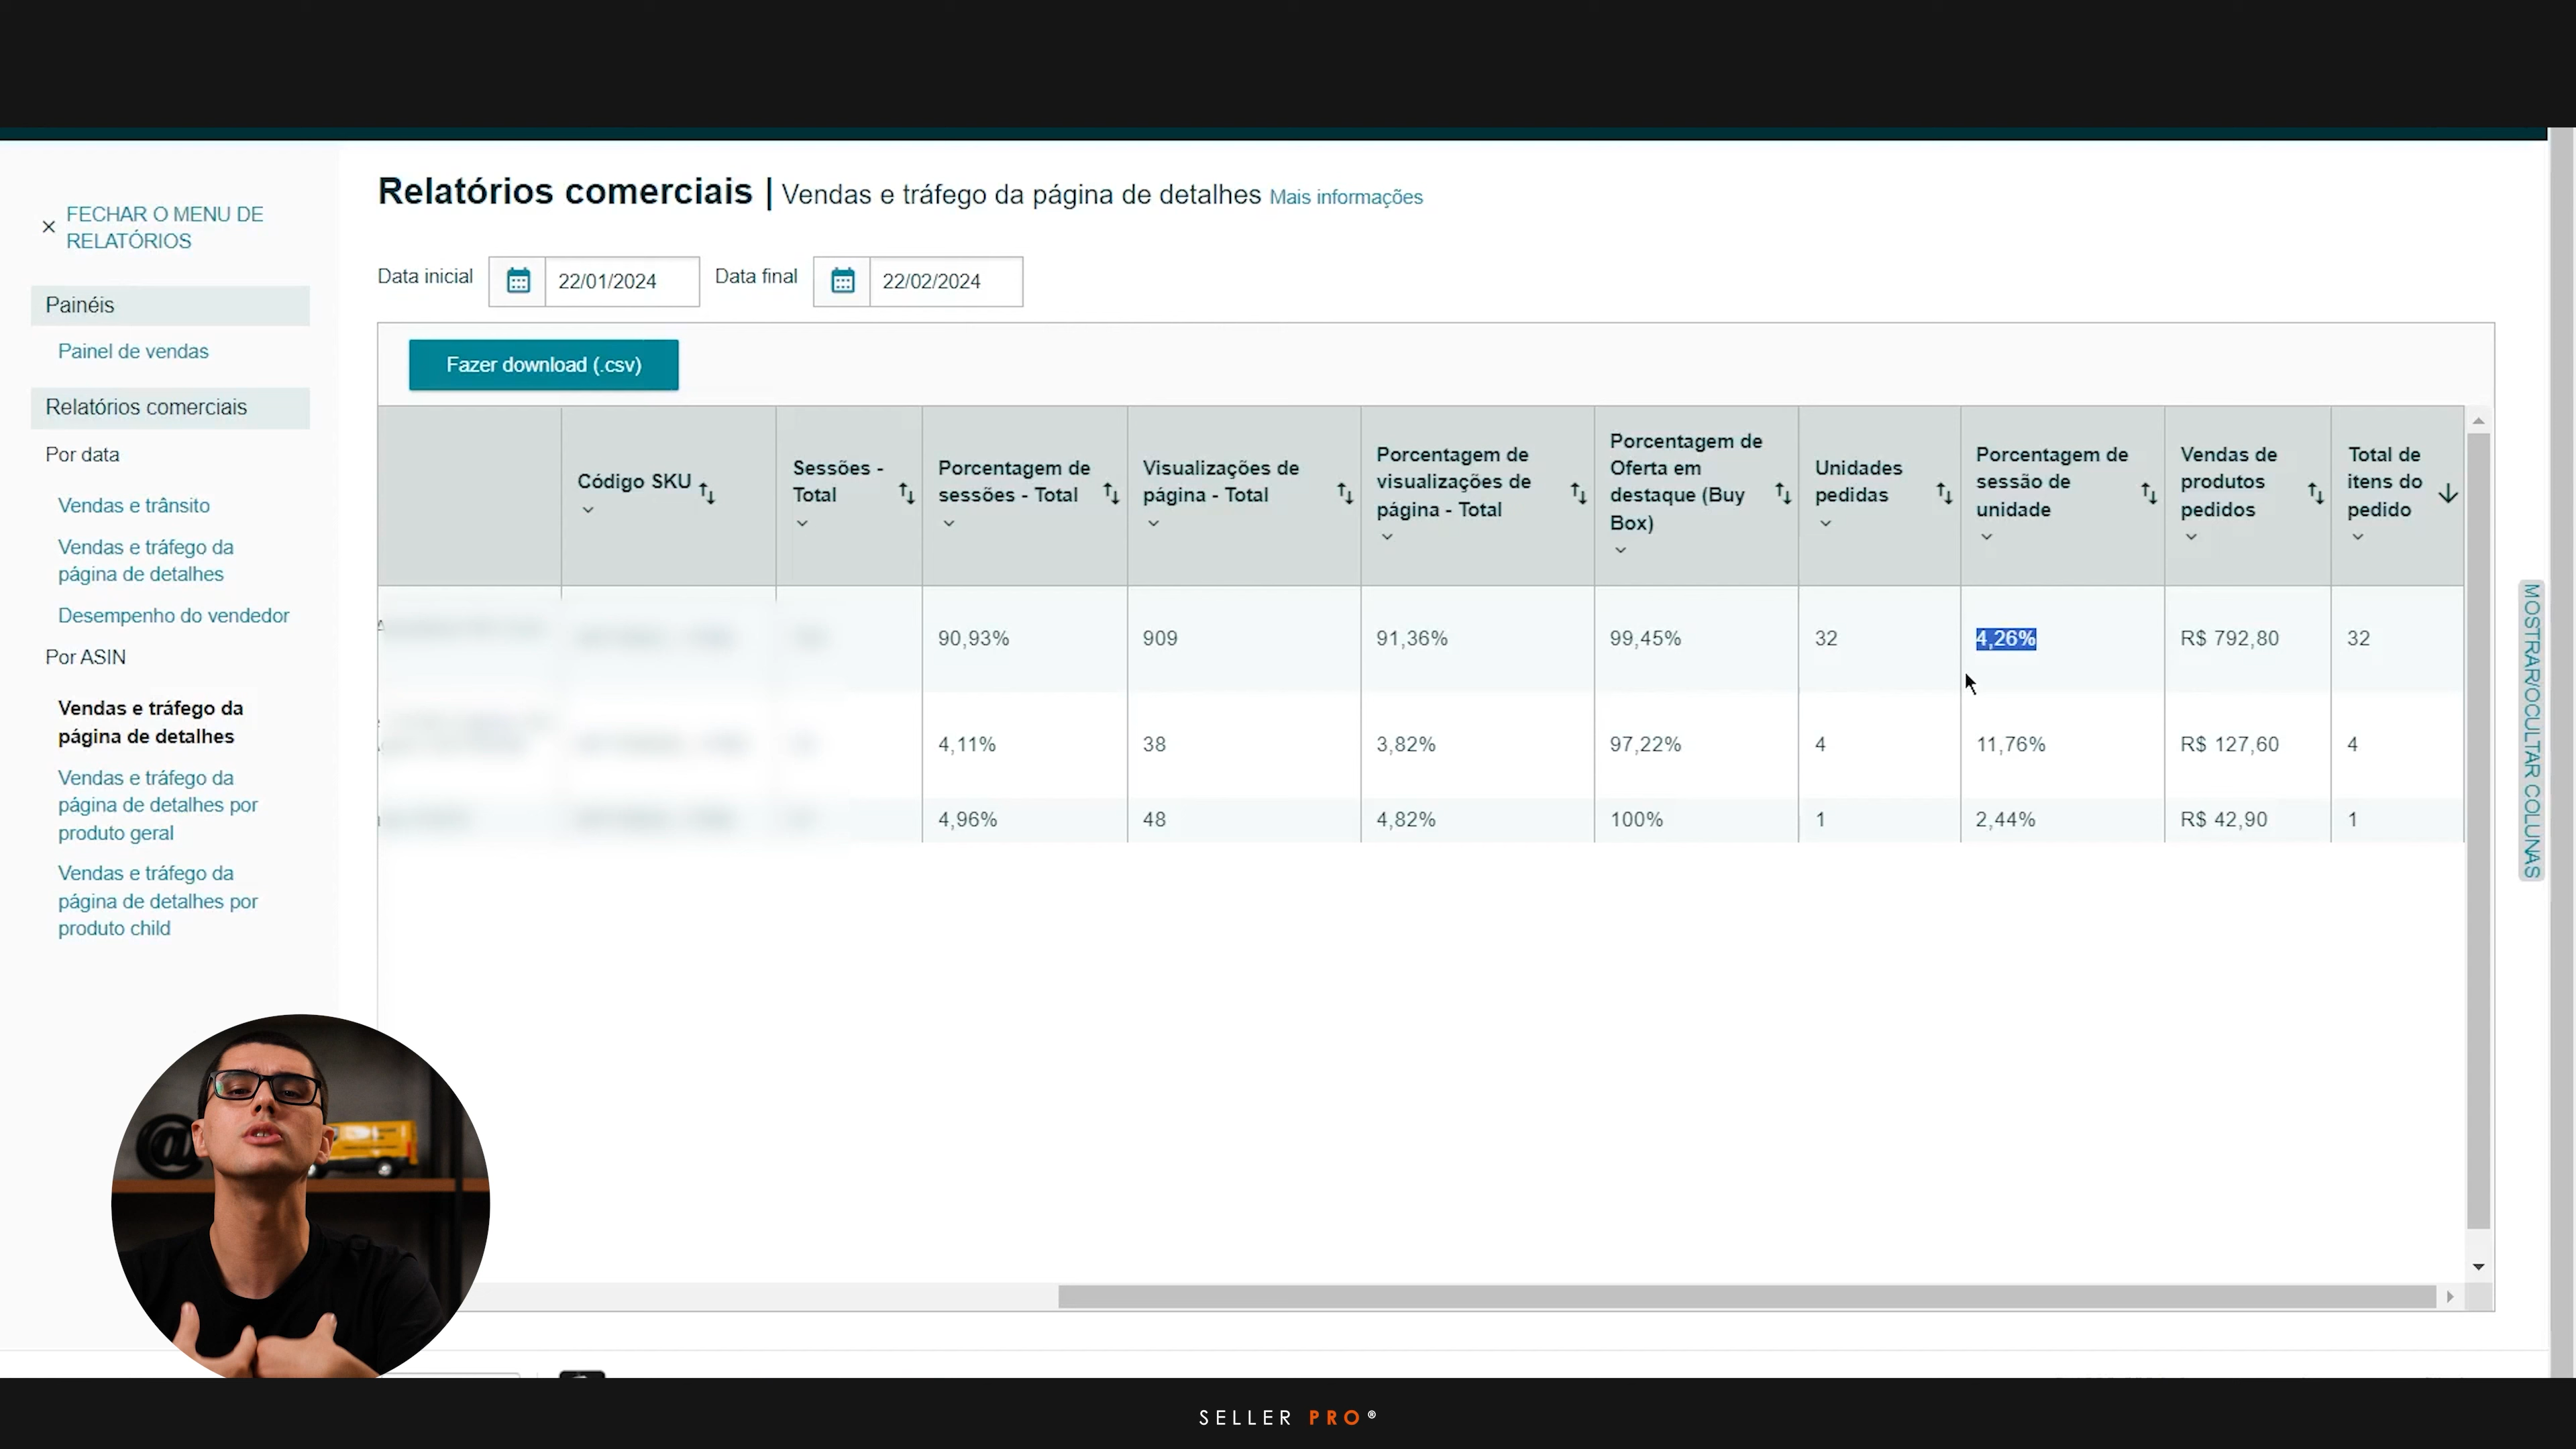 Relatórios comerciais | Vendas e tráfego da página de detalhes Mais informações
× FECHAR O MENU DE
RELATÓRIOS
Painéis
Painel de vendas
Relatórios comerciais
Por data
Vendas e trânsito
Vendas e tráfego da
página de detalhes
Desempenho do vendedor
Por ASIN
Vendas e tráfego da
página de detalhes
Vendas e tráfego da
página de detalhes por
produto geral
Vendas e tráfego da
página de detalhes por
produto child
Data inicial 22/01/2024 Data final 22/02/2024
Fazer download (.csv)
Código SKU
Sessões -
Total
Porcentagem de
sessões - Total
Visualizações de
página - Total
Porcentagem de
visualizações de
página - Total
Porcentagem de
Oferta em
destaque (Buy
Box)
Unidades
pedidas
Porcentagem de
sessão de
unidade
Vendas de
produtos
pedidos
Total de
itens do
pedido
90,93% 909 91,36% 99,45% 32 4,26% R$ 792,80 32
4,11% 38 3,82% 97,22% 4 11,76% R$ 127,60 4
4,96% 48 4,82% 100% 1 2,44% R$ 42,90 1
MOSTRAR/OCULTAR COLUNAS
@
SELLER PRO®